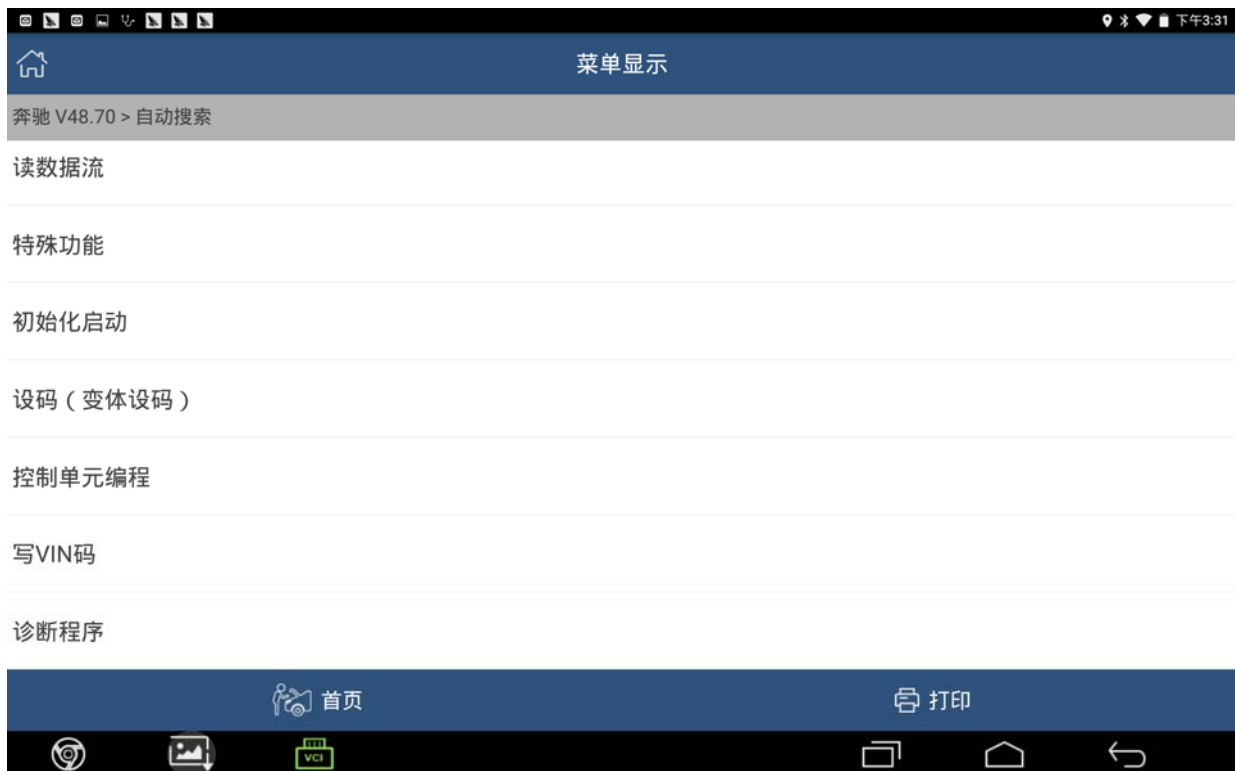 下午3:31
菜单显示
奔驰 V48.70 > 自动搜索
读数据流
特殊功能
初始化启动
设码（变体设码）
控制单元编程
写VIN码
诊断程序
首页
打印
VCI